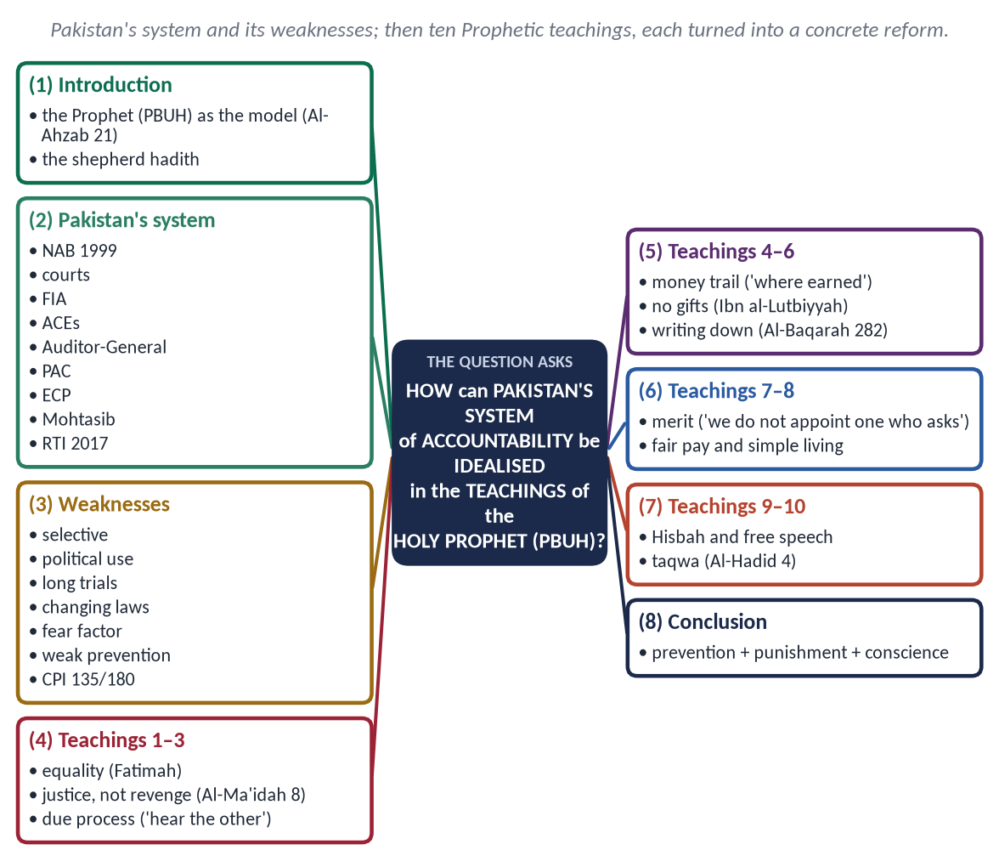 Pakistan's system and its weaknesses; then ten Prophetic teachings, each turned into a concrete reform.
(1) Introduction
• the Prophet (PBUH) as the model (Al-
Ahzab 21)
• the shepherd hadith
(2) Pakistan's system
• NAB 1999
• courts
• FIA
• ACEs
• Auditor-General
• PAC
• ECP
• Mohtasib
• RTI 2017
(3) Weaknesses
• selective
• political use
• long trials
• changing laws
• fear factor
• weak prevention
• CPI 135/180
(4) Teachings 1–3
• equality (Fatimah)
• justice, not revenge (Al-Ma'idah 8)
• due process ('hear the other')
THE QUESTION ASKS
HOW can PAKISTAN'S
SYSTEM
of ACCOUNTABILITY be
IDEALISED
in the TEACHINGS of
the
HOLY PROPHET (PBUH)?
(5) Teachings 4–6
• money trail ('where earned')
• no gifts (Ibn al-Lutbiyyah)
• writing down (Al-Baqarah 282)
(6) Teachings 7–8
• merit ('we do not appoint one who asks')
• fair pay and simple living
(7) Teachings 9–10
• Hisbah and free speech
• taqwa (Al-Hadid 4)
(8) Conclusion
• prevention + punishment + conscience